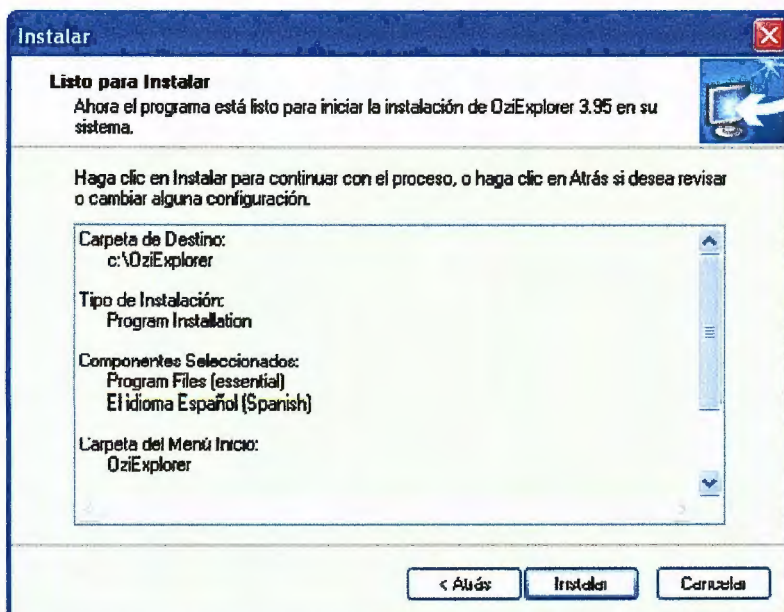 Instalar
Listo para Instalar
Ahora el programa está listo para iniciar la instalación de OziExplorer 3.95 en su
sistema.
Haga clic en Instalar para continuar con el proceso, o haga clic en Atrás si desea revisar
o cambiar alguna configuración.
Carpeta de Destino:
c:\OziExplorer
Tipo de Instalación:
Program Installation
Componentes Seleccionados:
Program Files (essential)
El idioma Español (Spanish)
Carpeta del Menú Inicio:
OziExplorer
< Atrás
Instalar
Cancelar